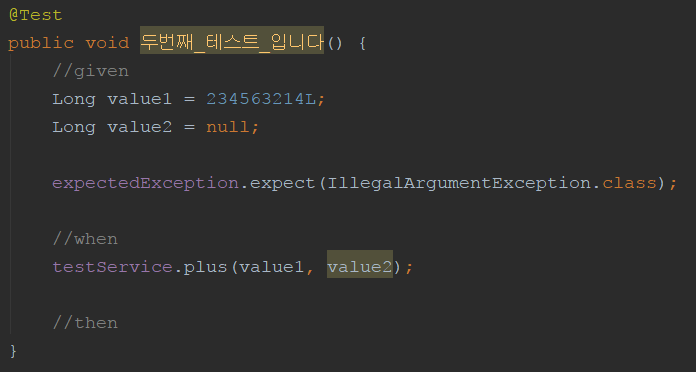 @Test
public void 두번째_테스트_입니다() {
//given
Long value1 = 234563214L;
Long value2 = null;
expectedException.expect(IllegalArgumentException.class);
//when
testService.plus(value1, value2);
//then
}